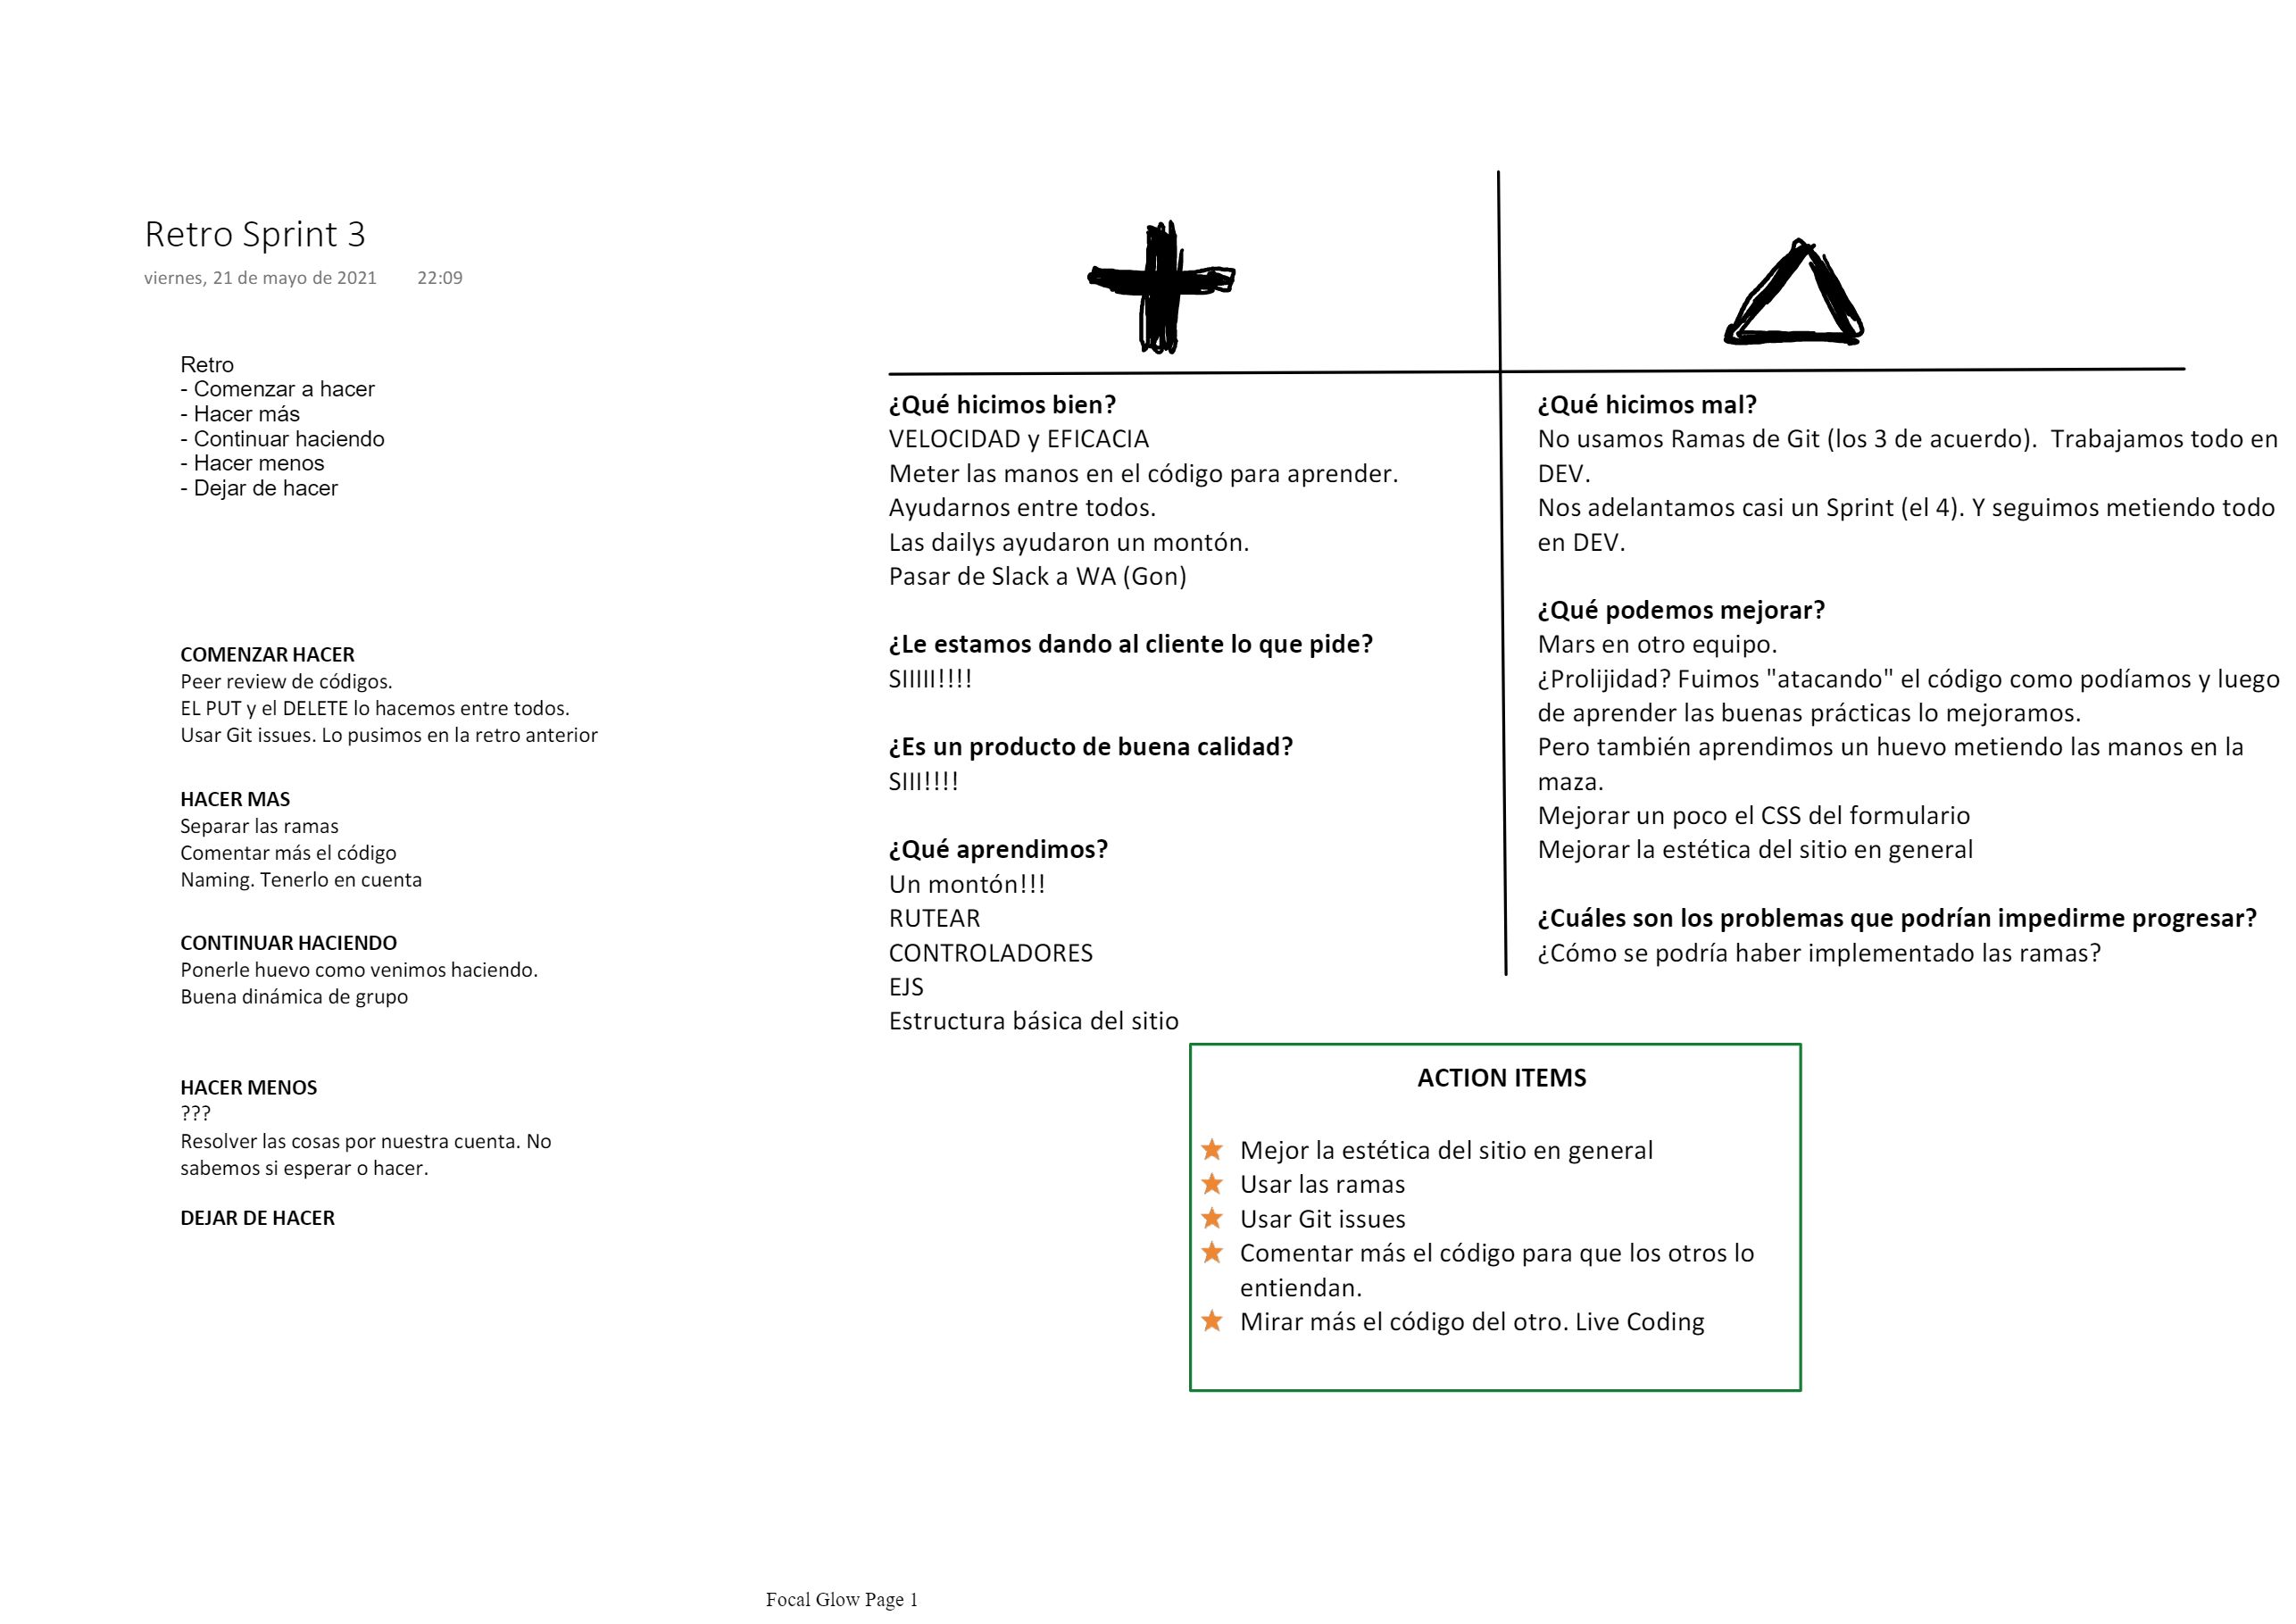 Retro Sprint 3
viernes, 21 de mayo de 2021 22:09
Retro
- Comenzar a hacer
- Hacer más
- Continuar haciendo
- Hacer menos
- Dejar de hacer
COMENZAR HACER
Peer review de códigos.
EL PUT y el DELETE lo hacemos entre todos.
Usar Git issues. Lo pusimos en la retro anterior
HACER MAS
Separar las ramas
Comentar más el código
Naming. Tenerlo en cuenta
CONTINUAR HACIENDO
Ponerle huevo como venimos haciendo.
Buena dinámica de grupo
HACER MENOS
???
Resolver las cosas por nuestra cuenta. No
sabemos si esperar o hacer.
DEJAR DE HACER
¿Qué hicimos bien?
VELOCIDAD y EFICACIA
Meter las manos en el código para aprender.
Ayudarnos entre todos.
Las dailys ayudaron un montón.
Pasar de Slack a WA (Gon)
¿Le estamos dando al cliente lo que pide?
SIIIII!!!!
¿Es un producto de buena calidad?
SIII!!!!
¿Qué aprendimos?
Un montón!!!
RUTEAR
CONTROLADORES
EJS
Estructura básica del sitio
¿Qué hicimos mal?
No usamos Ramas de Git (los 3 de acuerdo).  Trabajamos todo en
DEV.
Nos adelantamos casi un Sprint (el 4). Y seguimos metiendo todo
en DEV.
¿Qué podemos mejorar?
Mars en otro equipo.
¿Prolijidad? Fuimos "atacando" el código como podíamos y luego
de aprender las buenas prácticas lo mejoramos.
Pero también aprendimos un huevo metiendo las manos en la
maza.
Mejorar un poco el CSS del formulario
Mejorar la estética del sitio en general
¿Cuáles son los problemas que podrían impedirme progresar?
¿Cómo se podría haber implementado las ramas?
ACTION ITEMS
Mejor la estética del sitio en general
Usar las ramas
Usar Git issues
Comentar más el código para que los otros lo
entiendan.
Mirar más el código del otro. Live Coding
Focal Glow Page 1